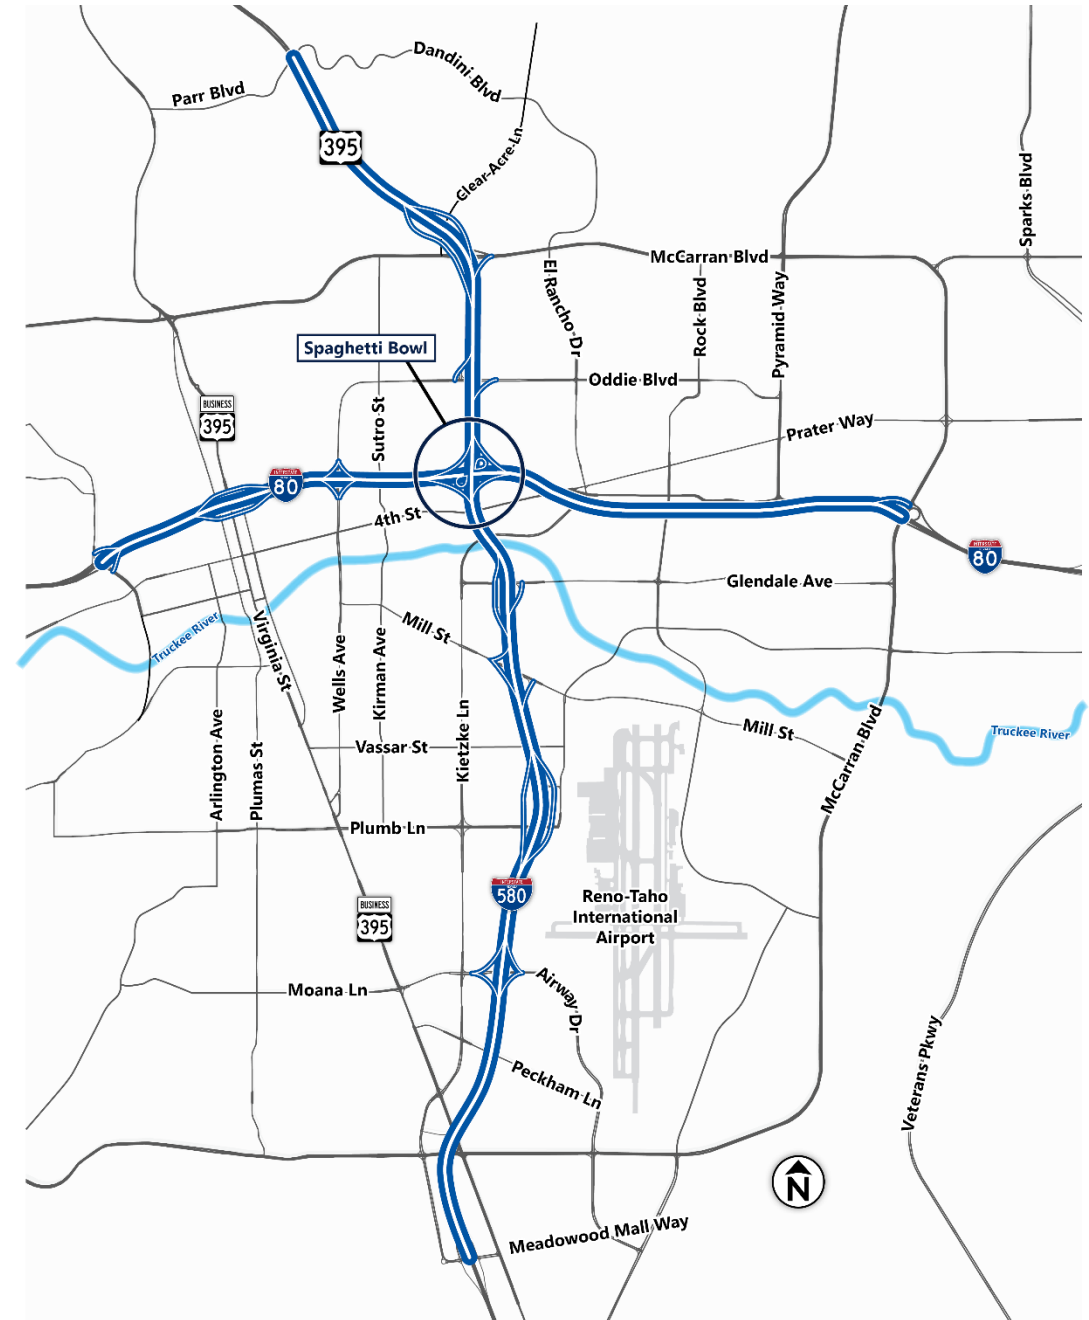 Dandini Blvd
Parr Blvd
395
Clear Acre Ln
Sparks Blvd
McCarran Blvd
El Rancho Dr
Rock Blvd
Pyramid Way
Spaghetti Bowl
Oddie Blvd
BUSINESS
395
Sutro St
Prater Way
INTERSTATE
80
4th St
INTERSTATE
80
Glendale Ave
Truckee River
Virginia St
Mill St
Wells Ave
Kirman Ave
Kietzke Ln
Arlington Ave
Plumas St
Vassar St
Mill St
McCarran Blvd
Truckee River
Plumb Ln
INTERSTATE
580
BUSINESS
395
Reno-Taho
International
Airport
Moana Ln
Airway Dr
Peckham Ln
Veterans Pkwy
N
Meadowood Mall Way